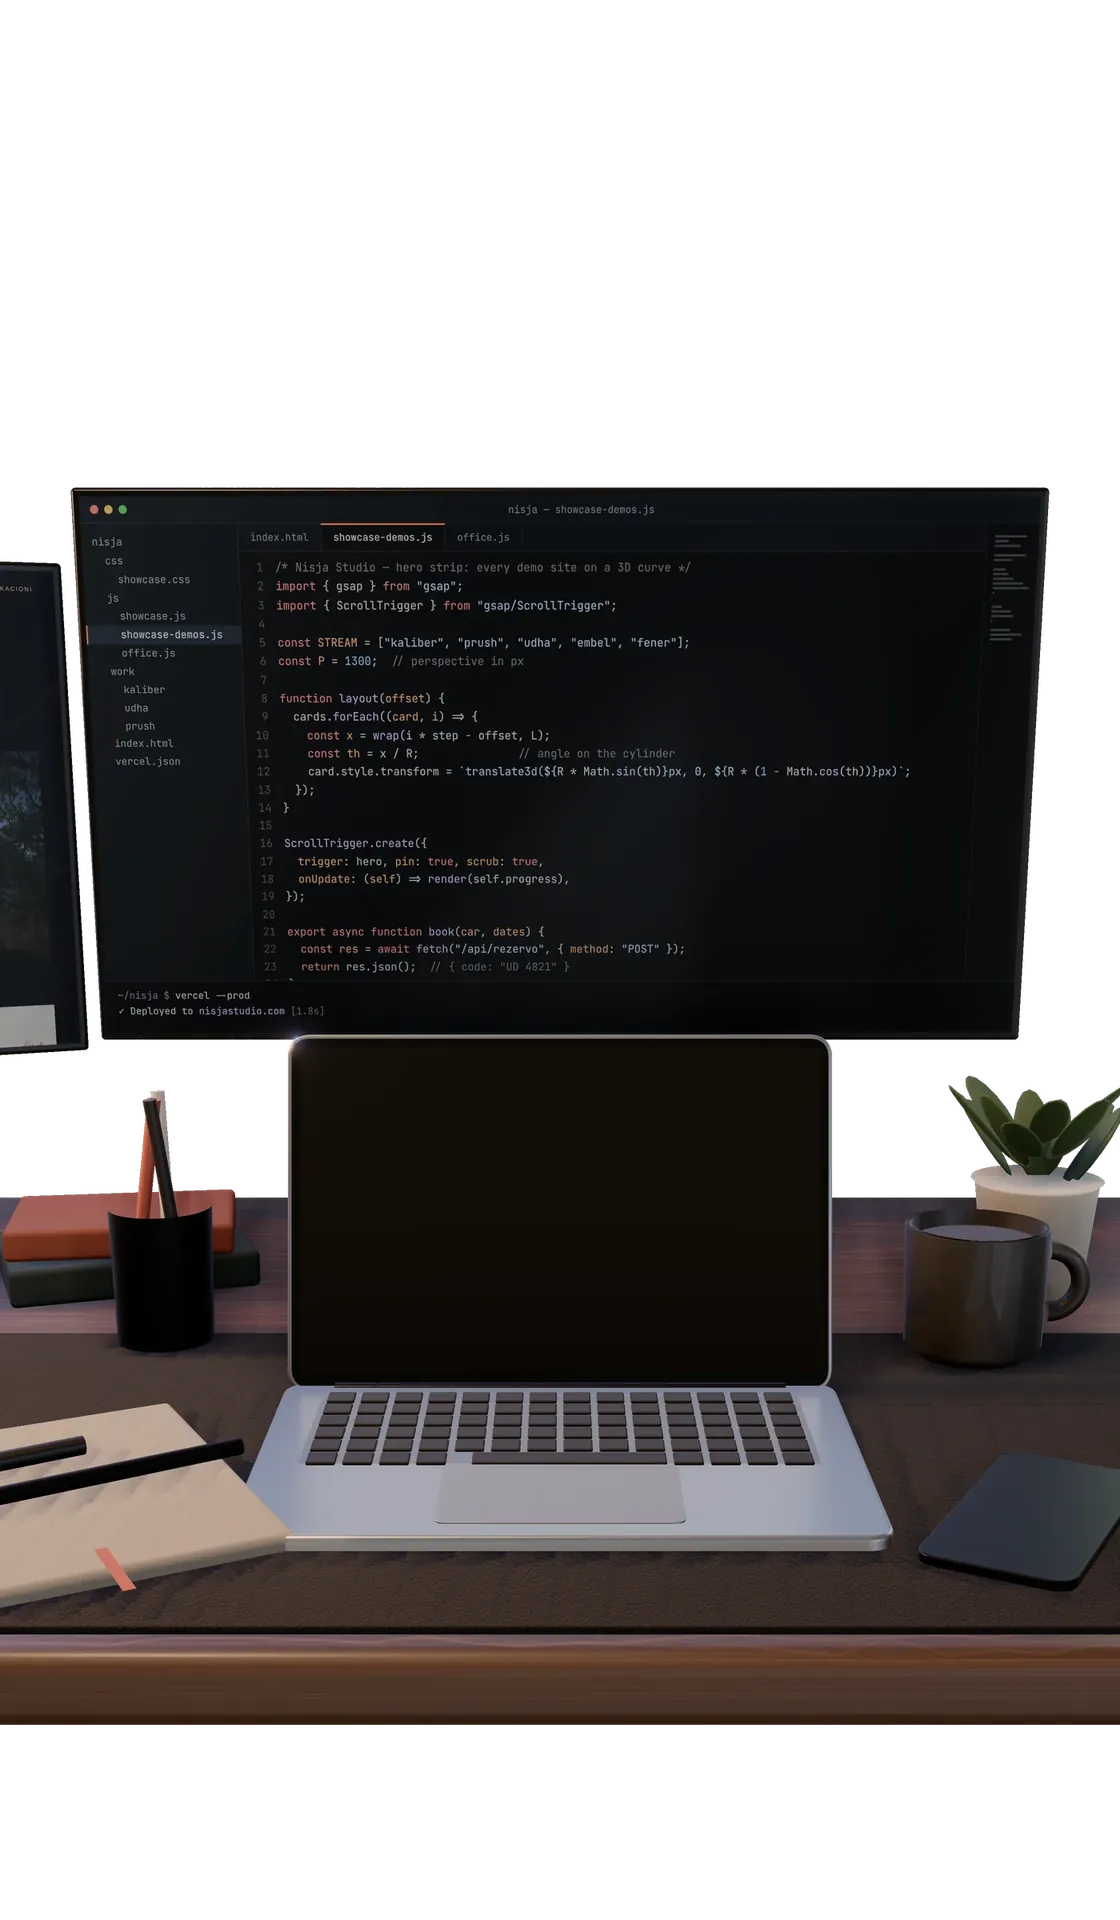 KACIONI
nisja — showcase-demos.js
nisja
css
showcase.css
js
showcase.js
showcase-demos.js
office.js
work
kaliber
udha
prush
index.html
vercel.json
index.html showcase-demos.js office.js
1 /* Nisja Studio — hero strip: every demo site on a 3D curve */
2 import { gsap } from "gsap";
3 import { ScrollTrigger } from "gsap/ScrollTrigger";
4
5 const STREAM = ["kaliber", "prush", "udha", "embel", "fener"];
6 const P = 1300; // perspective in px
7
8 function layout(offset) {
9 cards.forEach((card, i) => {
10 const x = wrap(i * step - offset, L);
11 const th = x / R; // angle on the cylinder
12 card.style.transform = `translate3d(${R * Math.sin(th)}px, 0, ${R * (1 - Math.cos(th))}px)`;
13 });
14 }
15
16 ScrollTrigger.create({
17 trigger: hero, pin: true, scrub: true,
18 onUpdate: (self) => render(self.progress),
19 });
20
21 export async function book(car, dates) {
22 const res = await fetch("/api/rezervo", { method: "POST" });
23 return res.json(); // { code: "UD 4821" }
~/nisja $ vercel --prod
✓ Deployed to nisjastudio.com [1.8s]